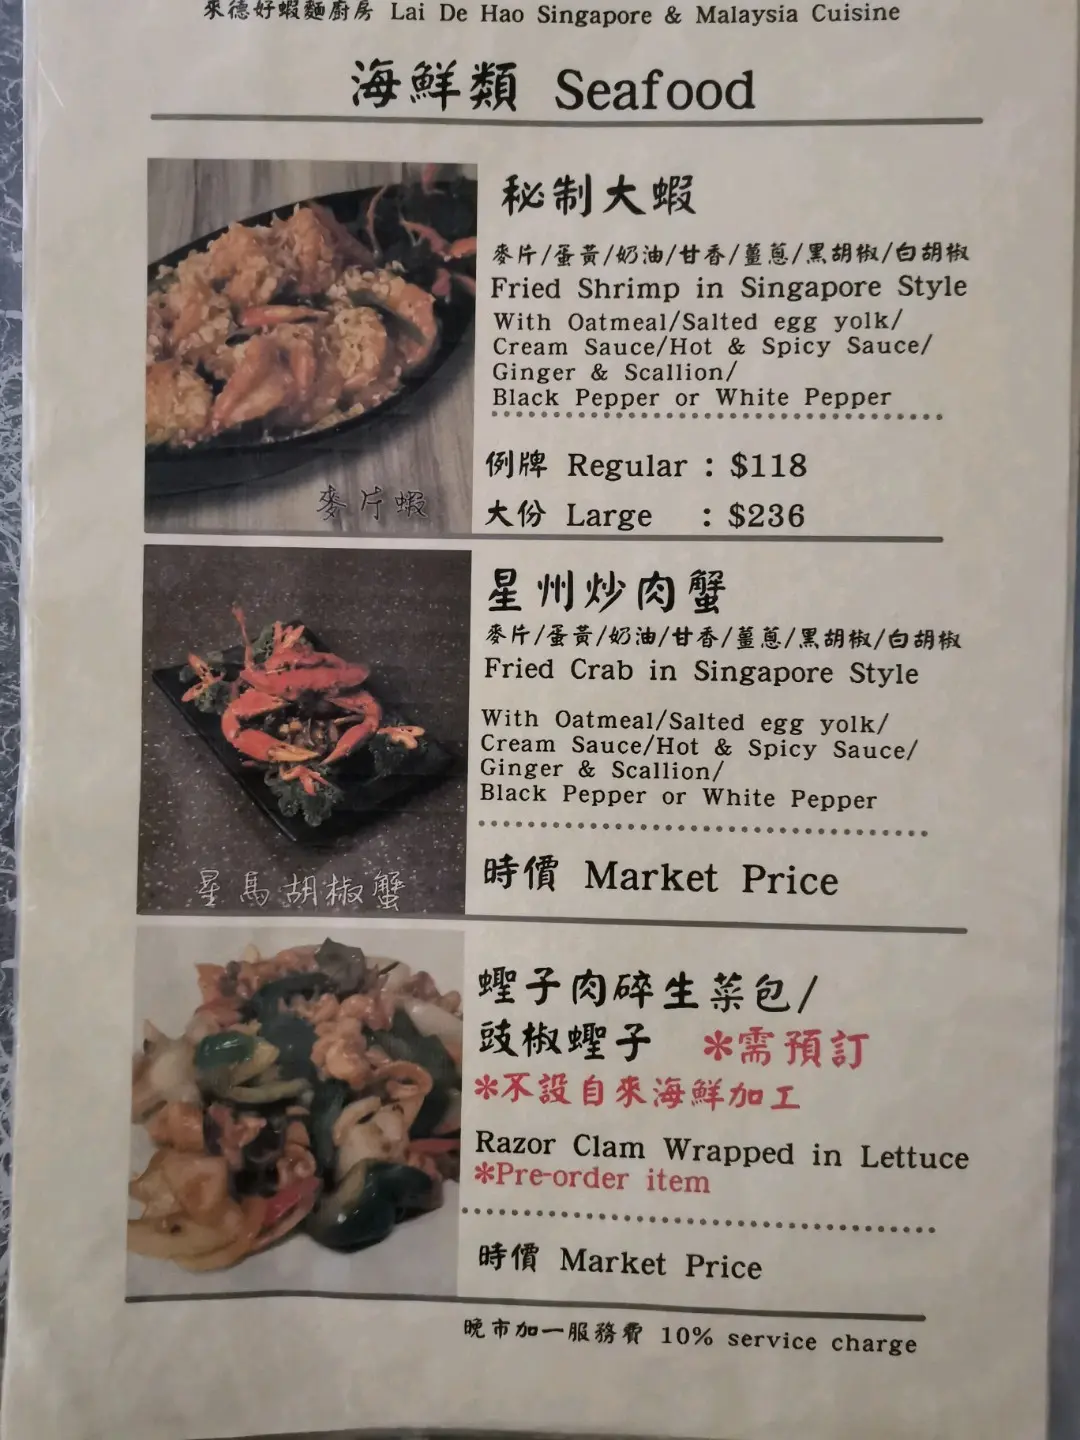 來德好蝦麵廚房 Lai De Hao Singapore & Malaysia Cuisine
海鮮類 Seafood
秘制大蝦
麥片/蛋黃/奶油/甘香/薑蔥/黑胡椒/白胡椒
Fried Shrimp in Singapore Style
With Oatmeal/Salted egg yolk/
Cream Sauce/Hot & Spicy Sauce/
Ginger & Scallion/
Black Pepper or White Pepper
例牌 Regular : $118
大份 Large : $236
麥片蝦
星州炒肉蟹
麥片/蛋黃/奶油/甘香/薑蔥/黑胡椒/白胡椒
Fried Crab in Singapore Style
With Oatmeal/Salted egg yolk/
Cream Sauce/Hot & Spicy Sauce/
Ginger & Scallion/
Black Pepper or White Pepper
時價 Market Price
星馬胡椒蟹
蟶子肉碎生菜包/
豉椒蟶子 *需預訂
*不設自來海鮮加工
Razor Clam Wrapped in Lettuce
*Pre-order item
時價 Market Price
晚市加一服務費 10% service charge